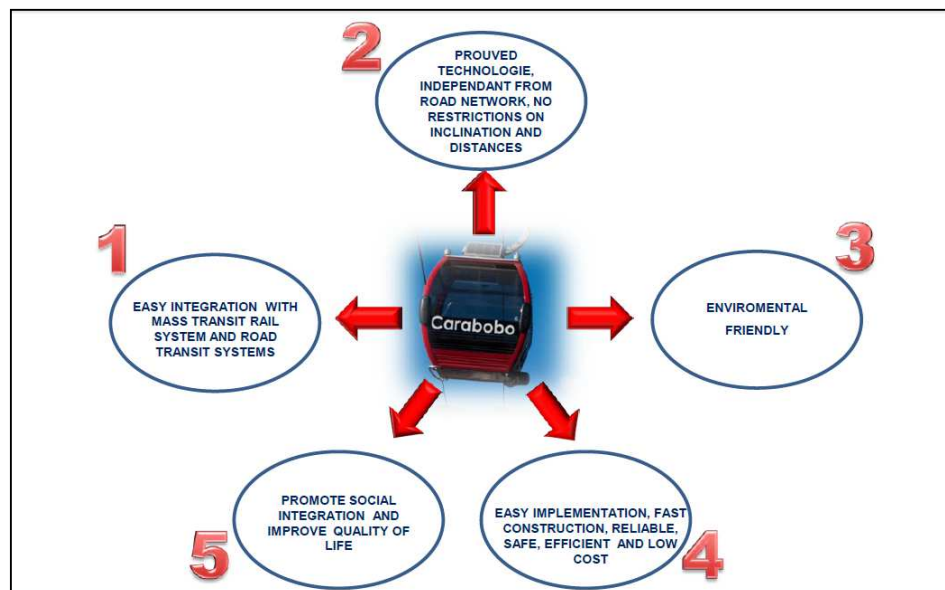 1
EASY INTEGRATION WITH
MASS TRANSIT RAIL
SYSTEM AND ROAD
TRANSIT SYSTEMS
2
PROUVED
TECHNOLOGIE,
INDEPENDANT FROM
ROAD NETWORK, NO
RESTRICTIONS ON
INCLINATION AND
DISTANCES
3
ENVIROMENTAL
FRIENDLY
Carabobo
4
EASY IMPLEMENTATION, FAST
CONSTRUCTION, RELIABLE,
SAFE, EFFICIENT AND LOW
COST
5
PROMOTE SOCIAL
INTEGRATION AND
IMPROVE QUALITY OF
LIFE